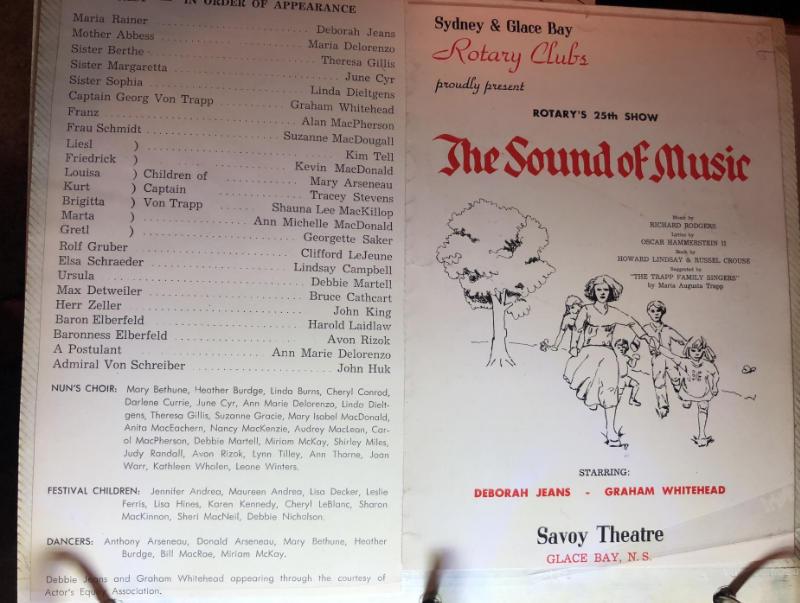 IN ORDER OF APPEARANCE
Maria Rainer ........ Deborah Jeans
Mother Abbess ........ Maria Delorenzo
Sister Berthe ........ Theresa Gillis
Sister Margaretta ........ June Cyr
Sister Sophia ........ Linda Dieltgens
Captain Georg Von Trapp ........ Graham Whitehead
Franz ........ Alan MacPherson
Frau Schmidt ........ Suzanne MacDougall
Liesl ) ........ Kim Tell
Friedrick ) ........ Kevin MacDonald
Louisa ) Children of ........ Mary Arseneau
Kurt ) Captain ........ Tracey Stevens
Brigitta ) Von Trapp ........ Shauna Lee MacKillop
Marta ) ........ Ann Michelle MacDonald
Gretl ) ........ Georgette Saker
Rolf Gruber ........ Clifford LeJeune
Elsa Schraeder ........ Lindsay Campbell
Ursula ........ Debbie Martell
Max Detweiler ........ Bruce Cathcart
Herr Zeller ........ John King
Baron Elberfeld ........ Harold Laidlaw
Baronness Elberfeld ........ Avon Rizok
A Postulant ........ Ann Marie Delorenzo
Admiral Von Schreiber ........ John Huk
NUN'S CHOIR: Mary Bethune, Heather Burdge, Linda Burns, Cheryl Conrod,
Darlene Currie, June Cyr, Ann Marie Delorenzo, Linda Dielt-
gens, Theresa Gillis, Suzanne Gracie, Mary Isabel MacDonald,
Anita MacEachern, Nancy MacKenzie, Audrey MacLean, Car-
ol MacPherson, Debbie Martell, Miriam McKay, Shirley Miles,
Judy Randall, Avon Rizok, Lynn Tilley, Ann Thorne, Joan
Warr, Kathleen Whalen, Leone Winters.
FESTIVAL CHILDREN: Jennifer Andrea, Maureen Andrea, Lisa Decker, Leslie
Ferris, Lisa Hines, Karen Kennedy, Cheryl LeBlanc, Sharon
MacKinnon, Sheri MacNeil, Debbie Nicholson.
DANCERS: Anthony Arseneau, Donald Arseneau, Mary Bethune, Heather
Burdge, Bill MacRae, Miriam McKay.
Debbie Jeans and Graham Whitehead appearing through the courtesy of
Actor's Equity Association.
Sydney & Glace Bay
Rotary Clubs
proudly present
ROTARY'S 25th SHOW
The Sound of Music
Music by
RICHARD RODGERS
Lyrics by
OSCAR HAMMERSTEIN II
Book by
HOWARD LINDSAY & RUSSEL CROUSE
Suggested by
"THE TRAPP FAMILY SINGERS"
by Maria Augusta Trapp
STARRING:
DEBORAH JEANS - GRAHAM WHITEHEAD
Savoy Theatre
GLACE BAY, N.S.